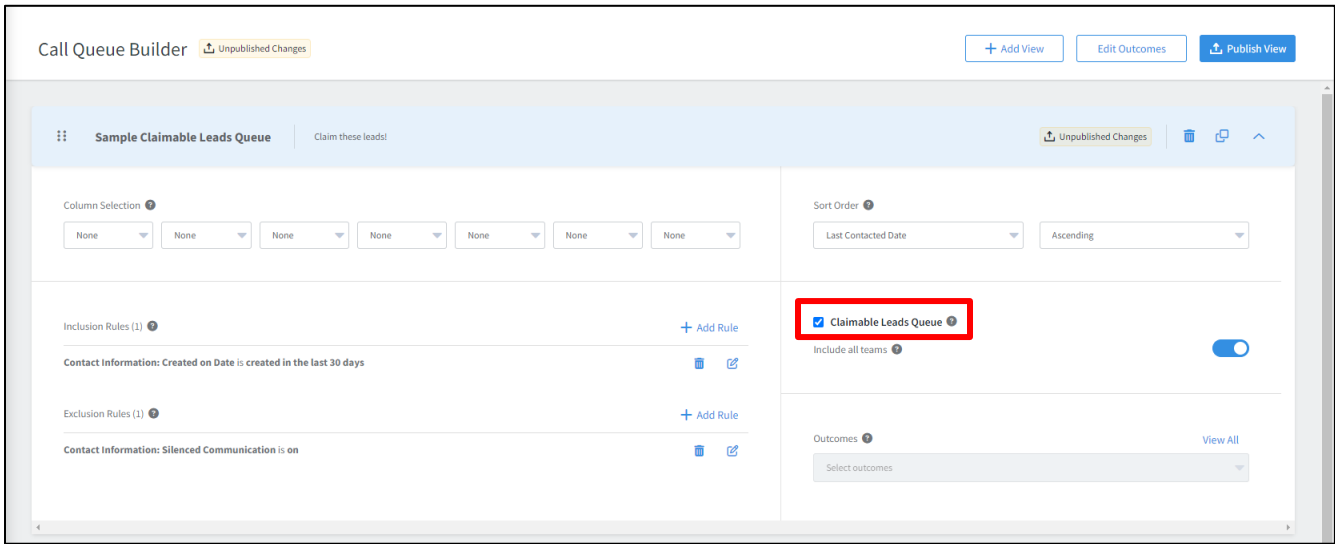 Call Queue Builder
Unpublished Changes
+ Add View
Edit Outcomes
Publish View
Sample Claimable Leads Queue
Claim these leads!
Unpublished Changes
Column Selection ?
None
None
None
None
None
None
None
Sort Order ?
Last Contacted Date
Ascending
Inclusion Rules (1) ?
+ Add Rule
Contact Information: Created on Date is created in the last 30 days
Exclusion Rules (1) ?
+ Add Rule
Contact Information: Silenced Communication is on
Claimable Leads Queue ?
Include all teams ?
Outcomes ?
View All
Select outcomes